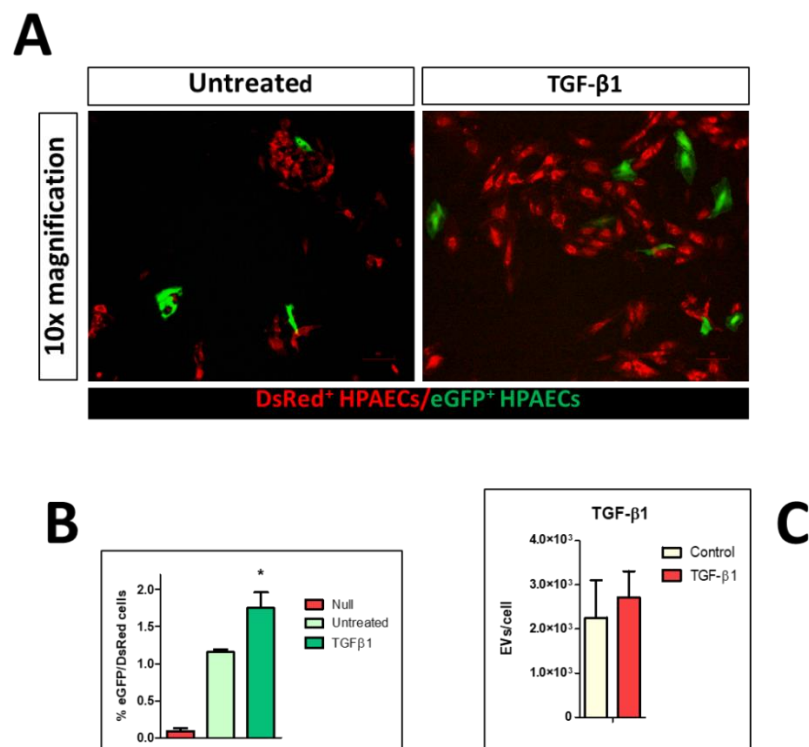 A
Untreated
TGF-β1
10x magnification
DsRed⁺ HPAECs/eGFP⁺ HPAECs
B
% eGFP/DsRed cells
2.0
1.5
1.0
0.5
0.0
*
Null
Untreated
TGFβ1
C
TGF-β1
EVs/cell
4.0×10³
3.0×10³
2.0×10³
1.0×10³
0
Control
TGF-β1